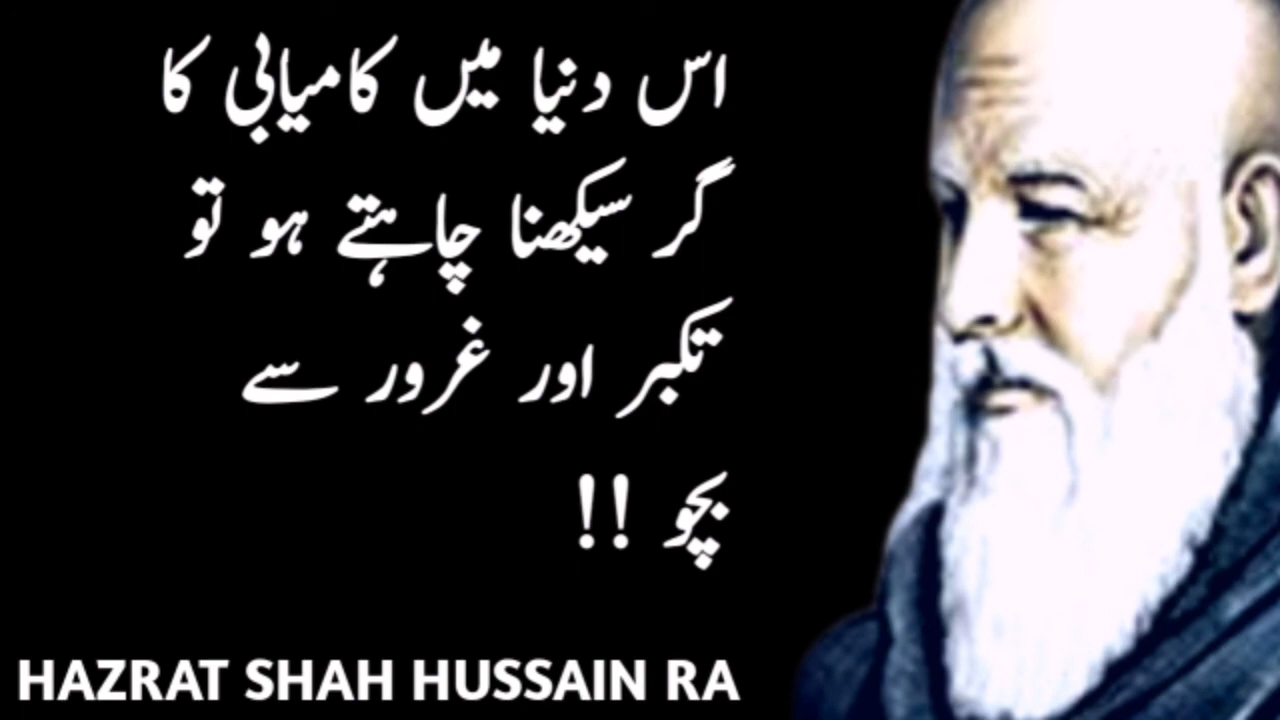 اس دنیا میں کامیابی کا
گر سیکھنا چاہتے ہو تو
تکبر اور غرور سے
بچو !!
HAZRAT SHAH HUSSAIN RA